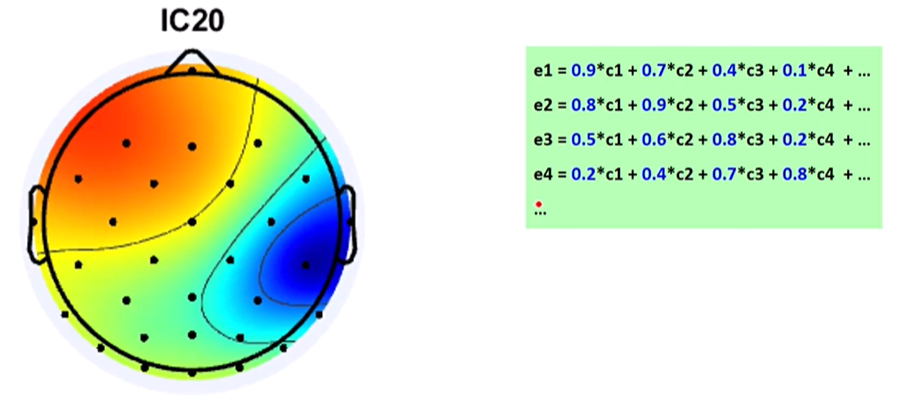 IC20
e1 = 0.9*c1 + 0.7*c2 + 0.4*c3 + 0.1*c4 + ...
e2 = 0.8*c1 + 0.9*c2 + 0.5*c3 + 0.2*c4 + ...
e3 = 0.5*c1 + 0.6*c2 + 0.8*c3 + 0.2*c4 + ...
e4 = 0.2*c1 + 0.4*c2 + 0.7*c3 + 0.8*c4 + ...
...